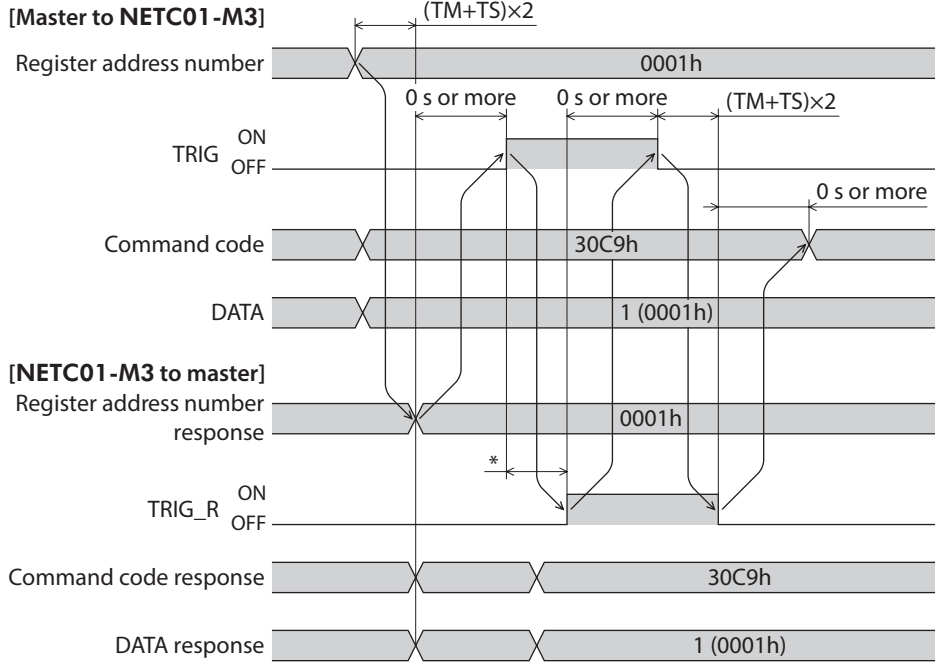 [Master to NETC01-M3]
(TM+TS)×2
Register address number
0001h
0 s or more
0 s or more
(TM+TS)×2
TRIG
ON
OFF
0 s or more
Command code
30C9h
DATA
1 (0001h)
[NETC01-M3 to master]
Register address number
response
0001h
*
TRIG_R
ON
OFF
Command code response
30C9h
DATA response
1 (0001h)